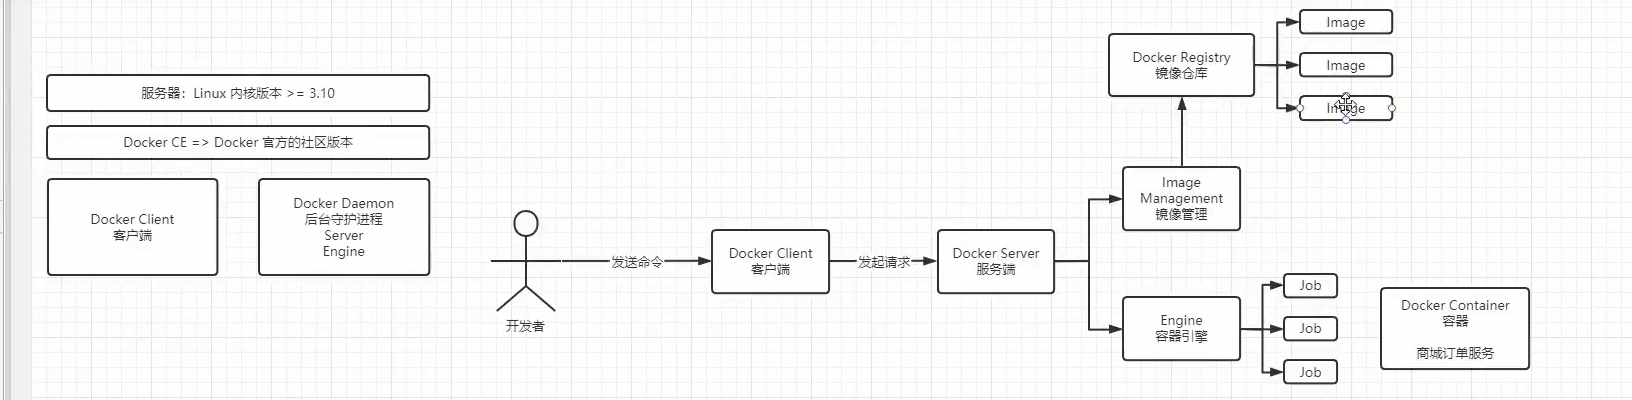 服务器：Linux 内核版本 >= 3.10
Docker CE => Docker 官方的社区版本
Docker Client
客户端
Docker Daemon
后台守护进程
Server
Engine
开发者
发送命令
Docker Client
客户端
发起请求
Docker Server
服务端
Image
Management
镜像管理
Docker Registry
镜像仓库
Image
Image
Image
Engine
容器引擎
Job
Job
Job
Docker Container
容器
商城订单服务